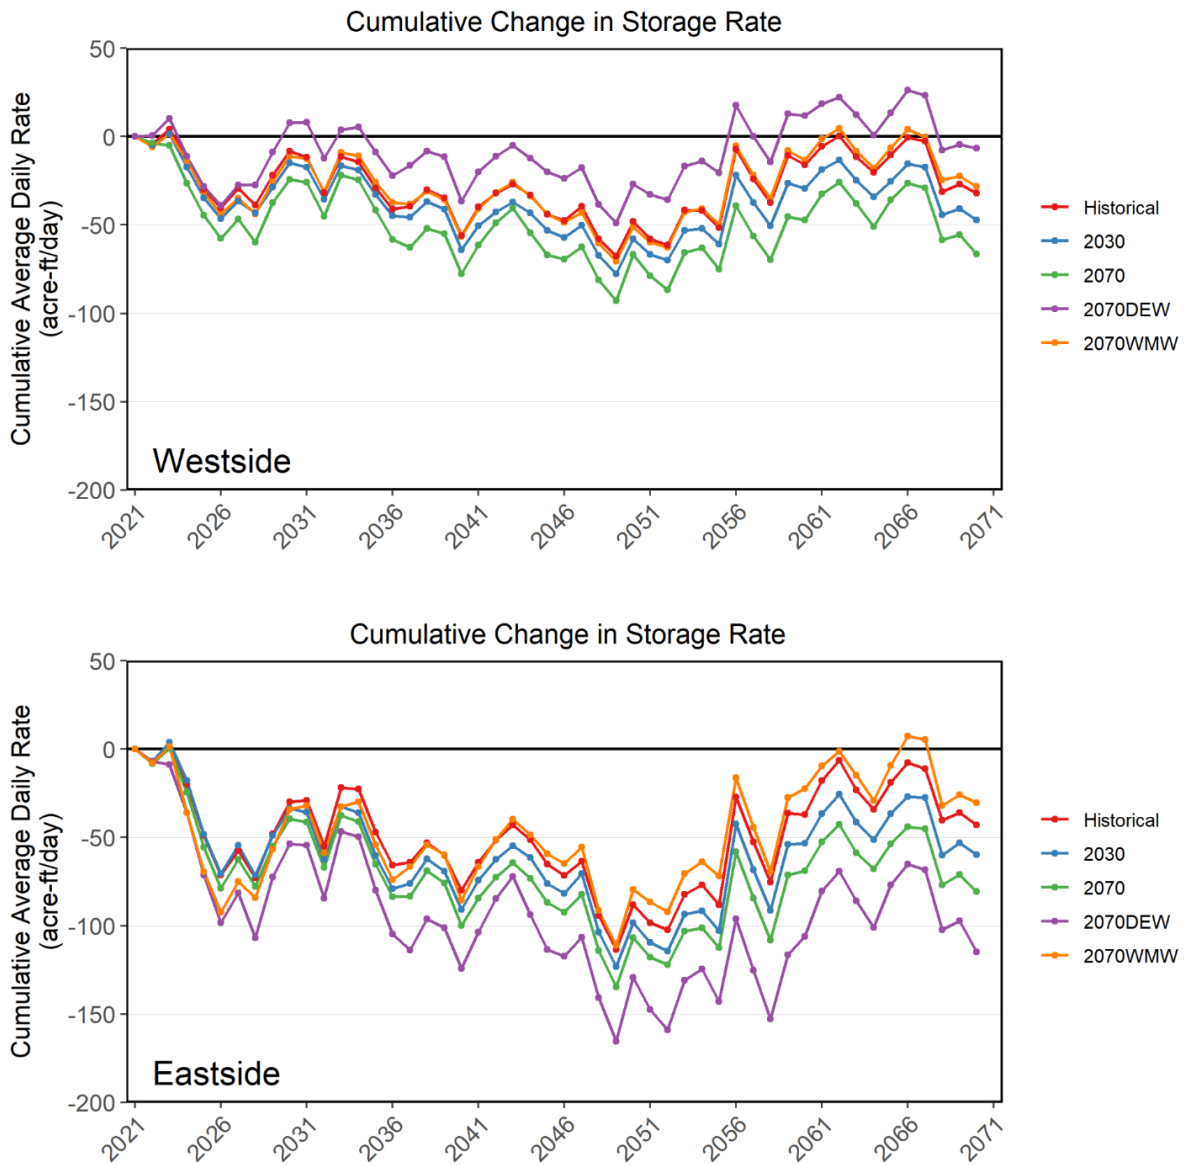 Cumulative Change in Storage Rate
Cumulative Average Daily Rate
(acre-ft/day)
50
0
-50
-100
-150
-200
Westside
2021
2026
2031
2036
2041
2046
2051
2056
2061
2066
2071
Historical
2030
2070
2070DEW
2070WMW
Cumulative Change in Storage Rate
Cumulative Average Daily Rate
(acre-ft/day)
50
0
-50
-100
-150
-200
Eastside
2021
2026
2031
2036
2041
2046
2051
2056
2061
2066
2071
Historical
2030
2070
2070DEW
2070WMW